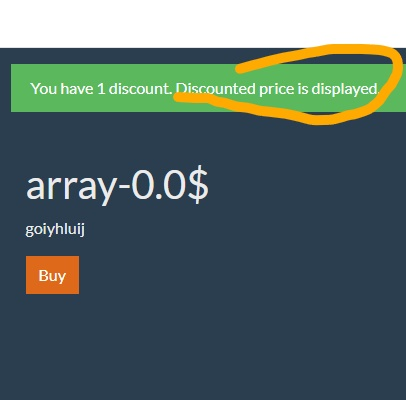 You have 1 discount. Discounted price is displayed.
array-0.0$
goiyhluij
Buy